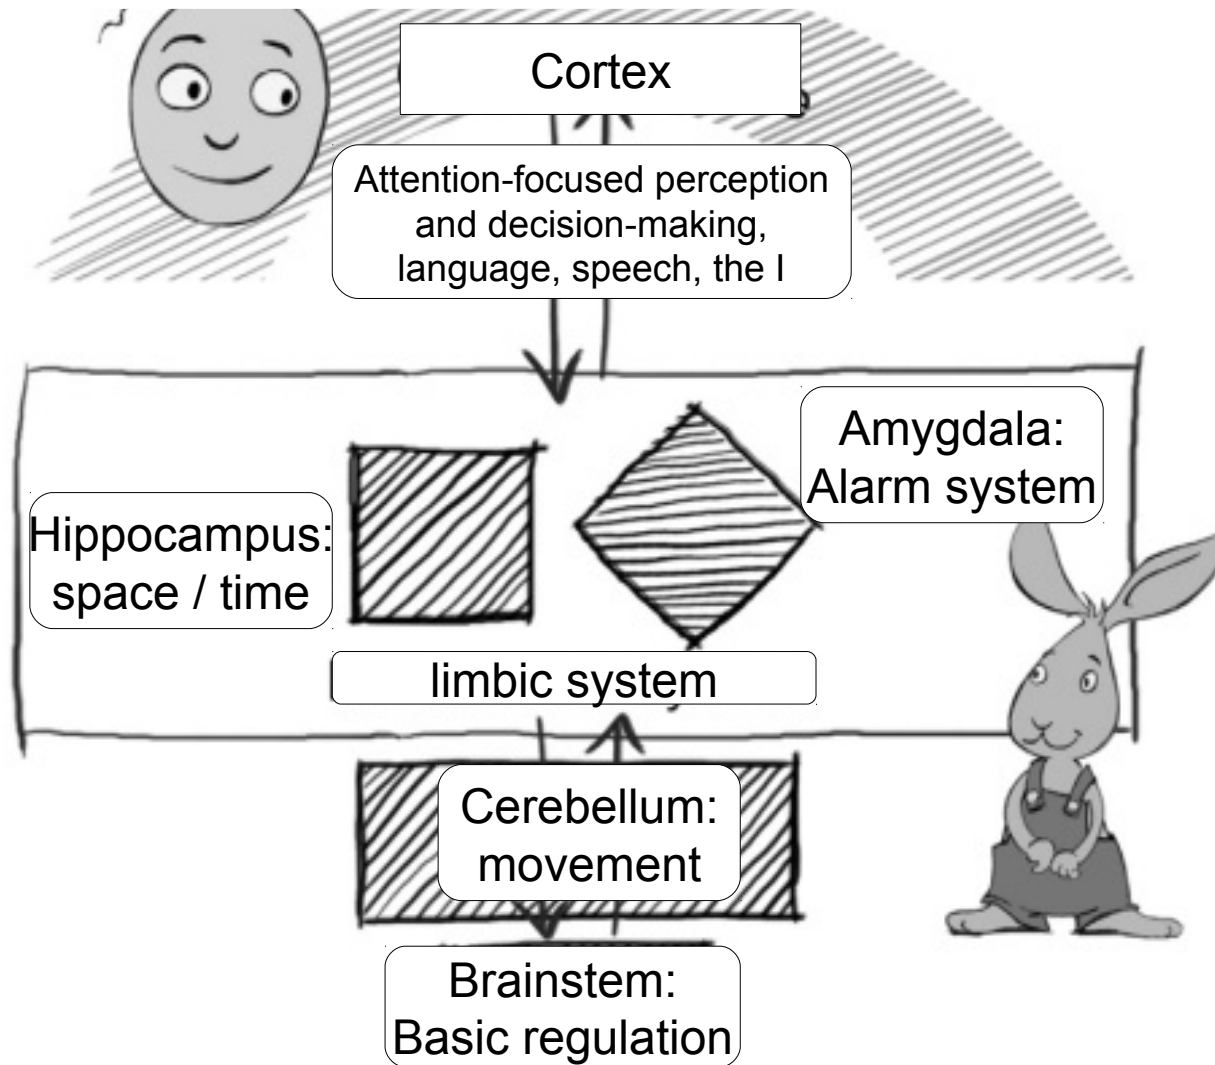 Cortex
Attention-focused perception
and decision-making,
language, speech, the I
Amygdala:
Alarm system
Hippocampus:
space / time
limbic system
Cerebellum:
movement
Brainstem:
Basic regulation